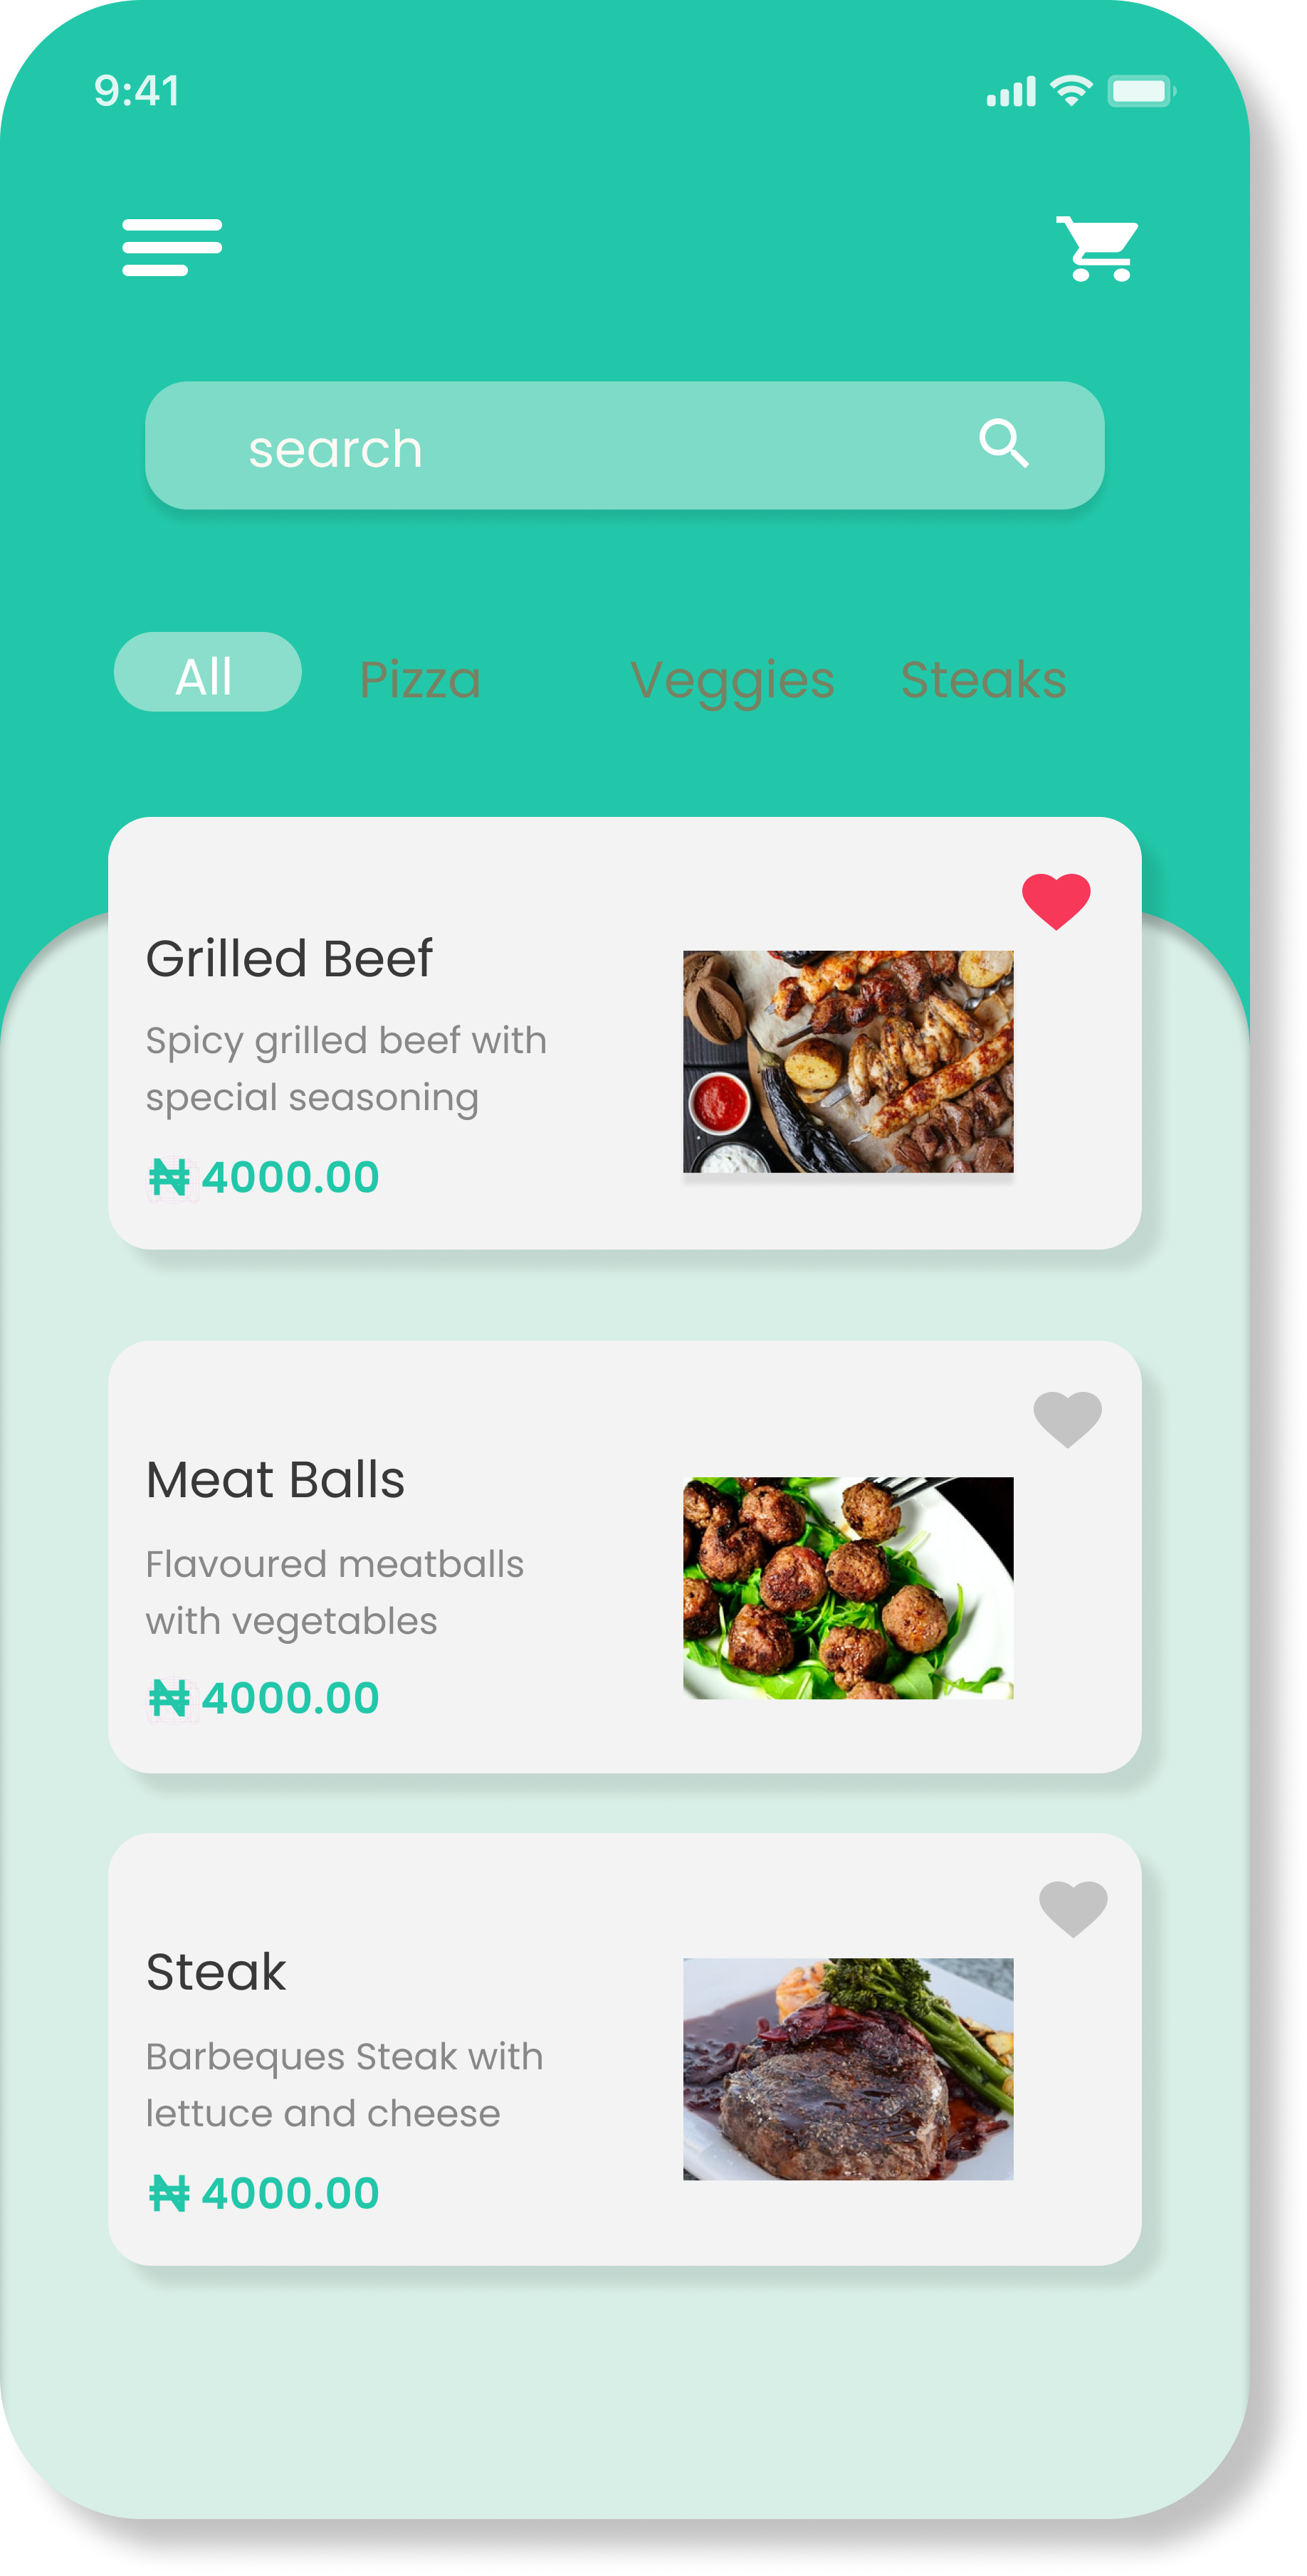 9:41
search
All Pizza Veggies Steaks
Grilled Beef
Spicy grilled beef with
special seasoning
₦ 4000.00
Meat Balls
Flavoured meatballs
with vegetables
₦ 4000.00
Steak
Barbeques Steak with
lettuce and cheese
₦ 4000.00